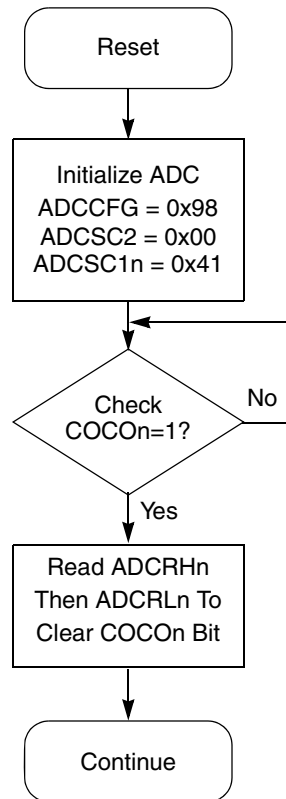 Reset
Initialize ADC
ADCCFG = 0x98
ADCSC2 = 0x00
ADCSC1n = 0x41
Check
COCOn=1?
No
Yes
Read ADCRHn
Then ADCRLn To
Clear COCOn Bit
Continue